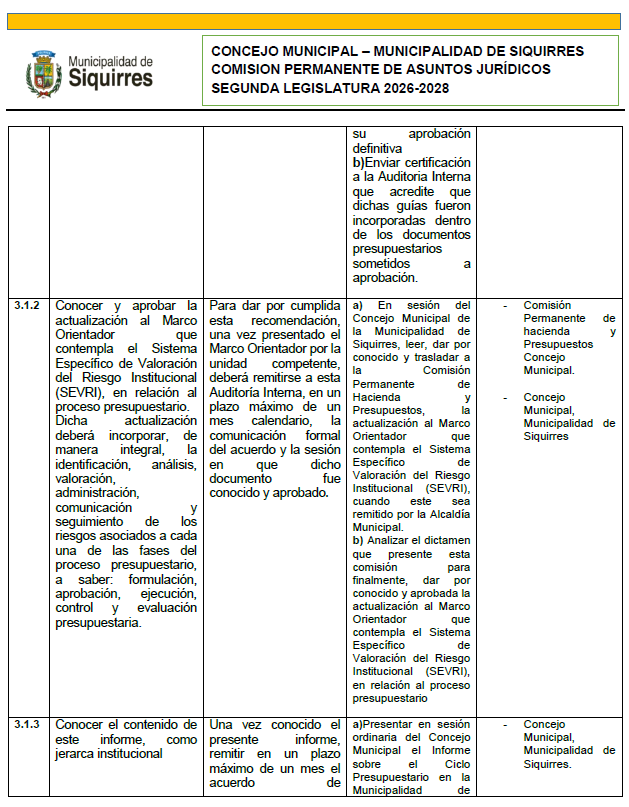 Municipalidad de
Siquirres
CONCEJO MUNICIPAL – MUNICIPALIDAD DE SIQUIRRES
COMISION PERMANENTE DE ASUNTOS JURÍDICOS
SEGUNDA LEGISLATURA 2026-2028
su aprobación
definitiva
b)Enviar certificación
a la Auditoria Interna
que acredite que
dichas guías fueron
incorporadas dentro
de los documentos
presupuestarios
sometidos a
aprobación.
3.1.2
Conocer y aprobar la
actualización al Marco
Orientador que
contempla el Sistema
Específico de Valoración
del Riesgo Institucional
(SEVRI), en relación al
proceso presupuestario.
Dicha actualización
deberá incorporar, de
manera integral, la
identificación, análisis,
valoración,
administración,
comunicación y
seguimiento de los
riesgos asociados a cada
una de las fases del
proceso presupuestario,
a saber: formulación,
aprobación, ejecución,
control y evaluación
presupuestaria.
Para dar por cumplida
esta recomendación,
una vez presentado el
Marco Orientador por la
unidad competente,
deberá remitirse a esta
Auditoría Interna, en un
plazo máximo de un
mes calendario, la
comunicación formal
del acuerdo y la sesión
en que dicho
documento fue
conocido y aprobado.
a) En sesión del
Concejo Municipal de
la Municipalidad de
Siquirres, leer, dar por
conocido y trasladar a
la Comisión
Permanente de
Hacienda y
Presupuestos, la
actualización al Marco
Orientador que
contempla el Sistema
Específico de
Valoración del Riesgo
Institucional (SEVRI),
cuando este sea
remitido por la Alcaldía
Municipal.
b) Analizar el dictamen
que presente esta
comisión para
finalmente, dar por
conocido y aprobada la
actualización al Marco
Orientador que
contempla el Sistema
Específico de
Valoración del Riesgo
Institucional (SEVRI),
en relación al proceso
presupuestario
- Comisión
Permanente de
hacienda y
Presupuestos
Concejo
Municipal.
- Concejo
Municipal,
Municipalidad de
Siquirres
3.1.3
Conocer el contenido de
este informe, como
jerarca institucional
Una vez conocido el
presente informe,
remitir en un plazo
máximo de un mes el
acuerdo de
a)Presentar en sesión
ordinaria del Concejo
Municipal el Informe
sobre el Ciclo
Presupuestario en la
Municipalidad de
- Concejo
Municipal,
Municipalidad de
Siquirres.